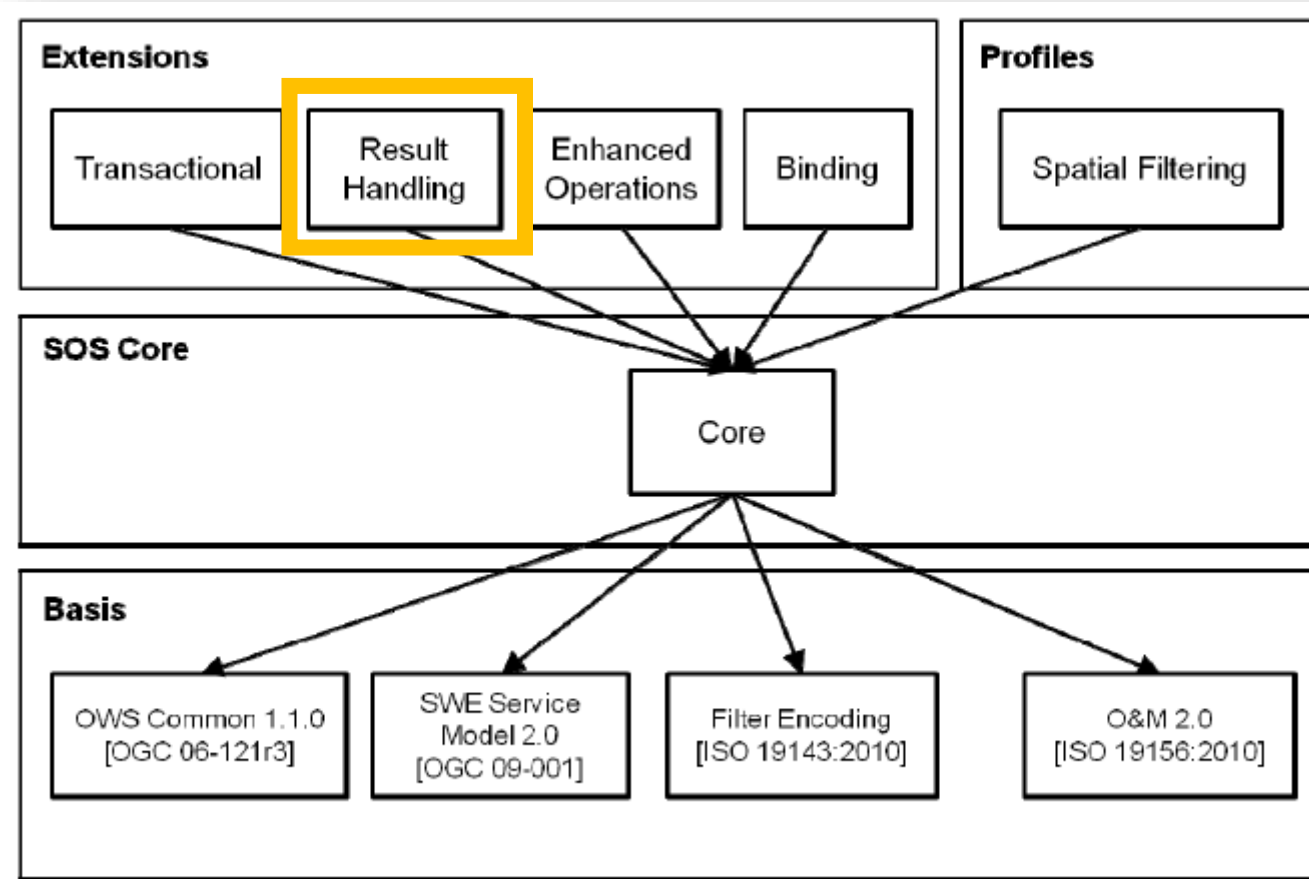 Extensions
Profiles
Transactional
Result
Handling
Enhanced
Operations
Binding
Spatial Filtering
SOS Core
Core
Basis
OWS Common 1.1.0
[OGC 06-121r3]
SWE Service
Model 2.0
[OGC 09-001]
Filter Encoding
[ISO 19143:2010]
O&M 2.0
[ISO 19156:2010]